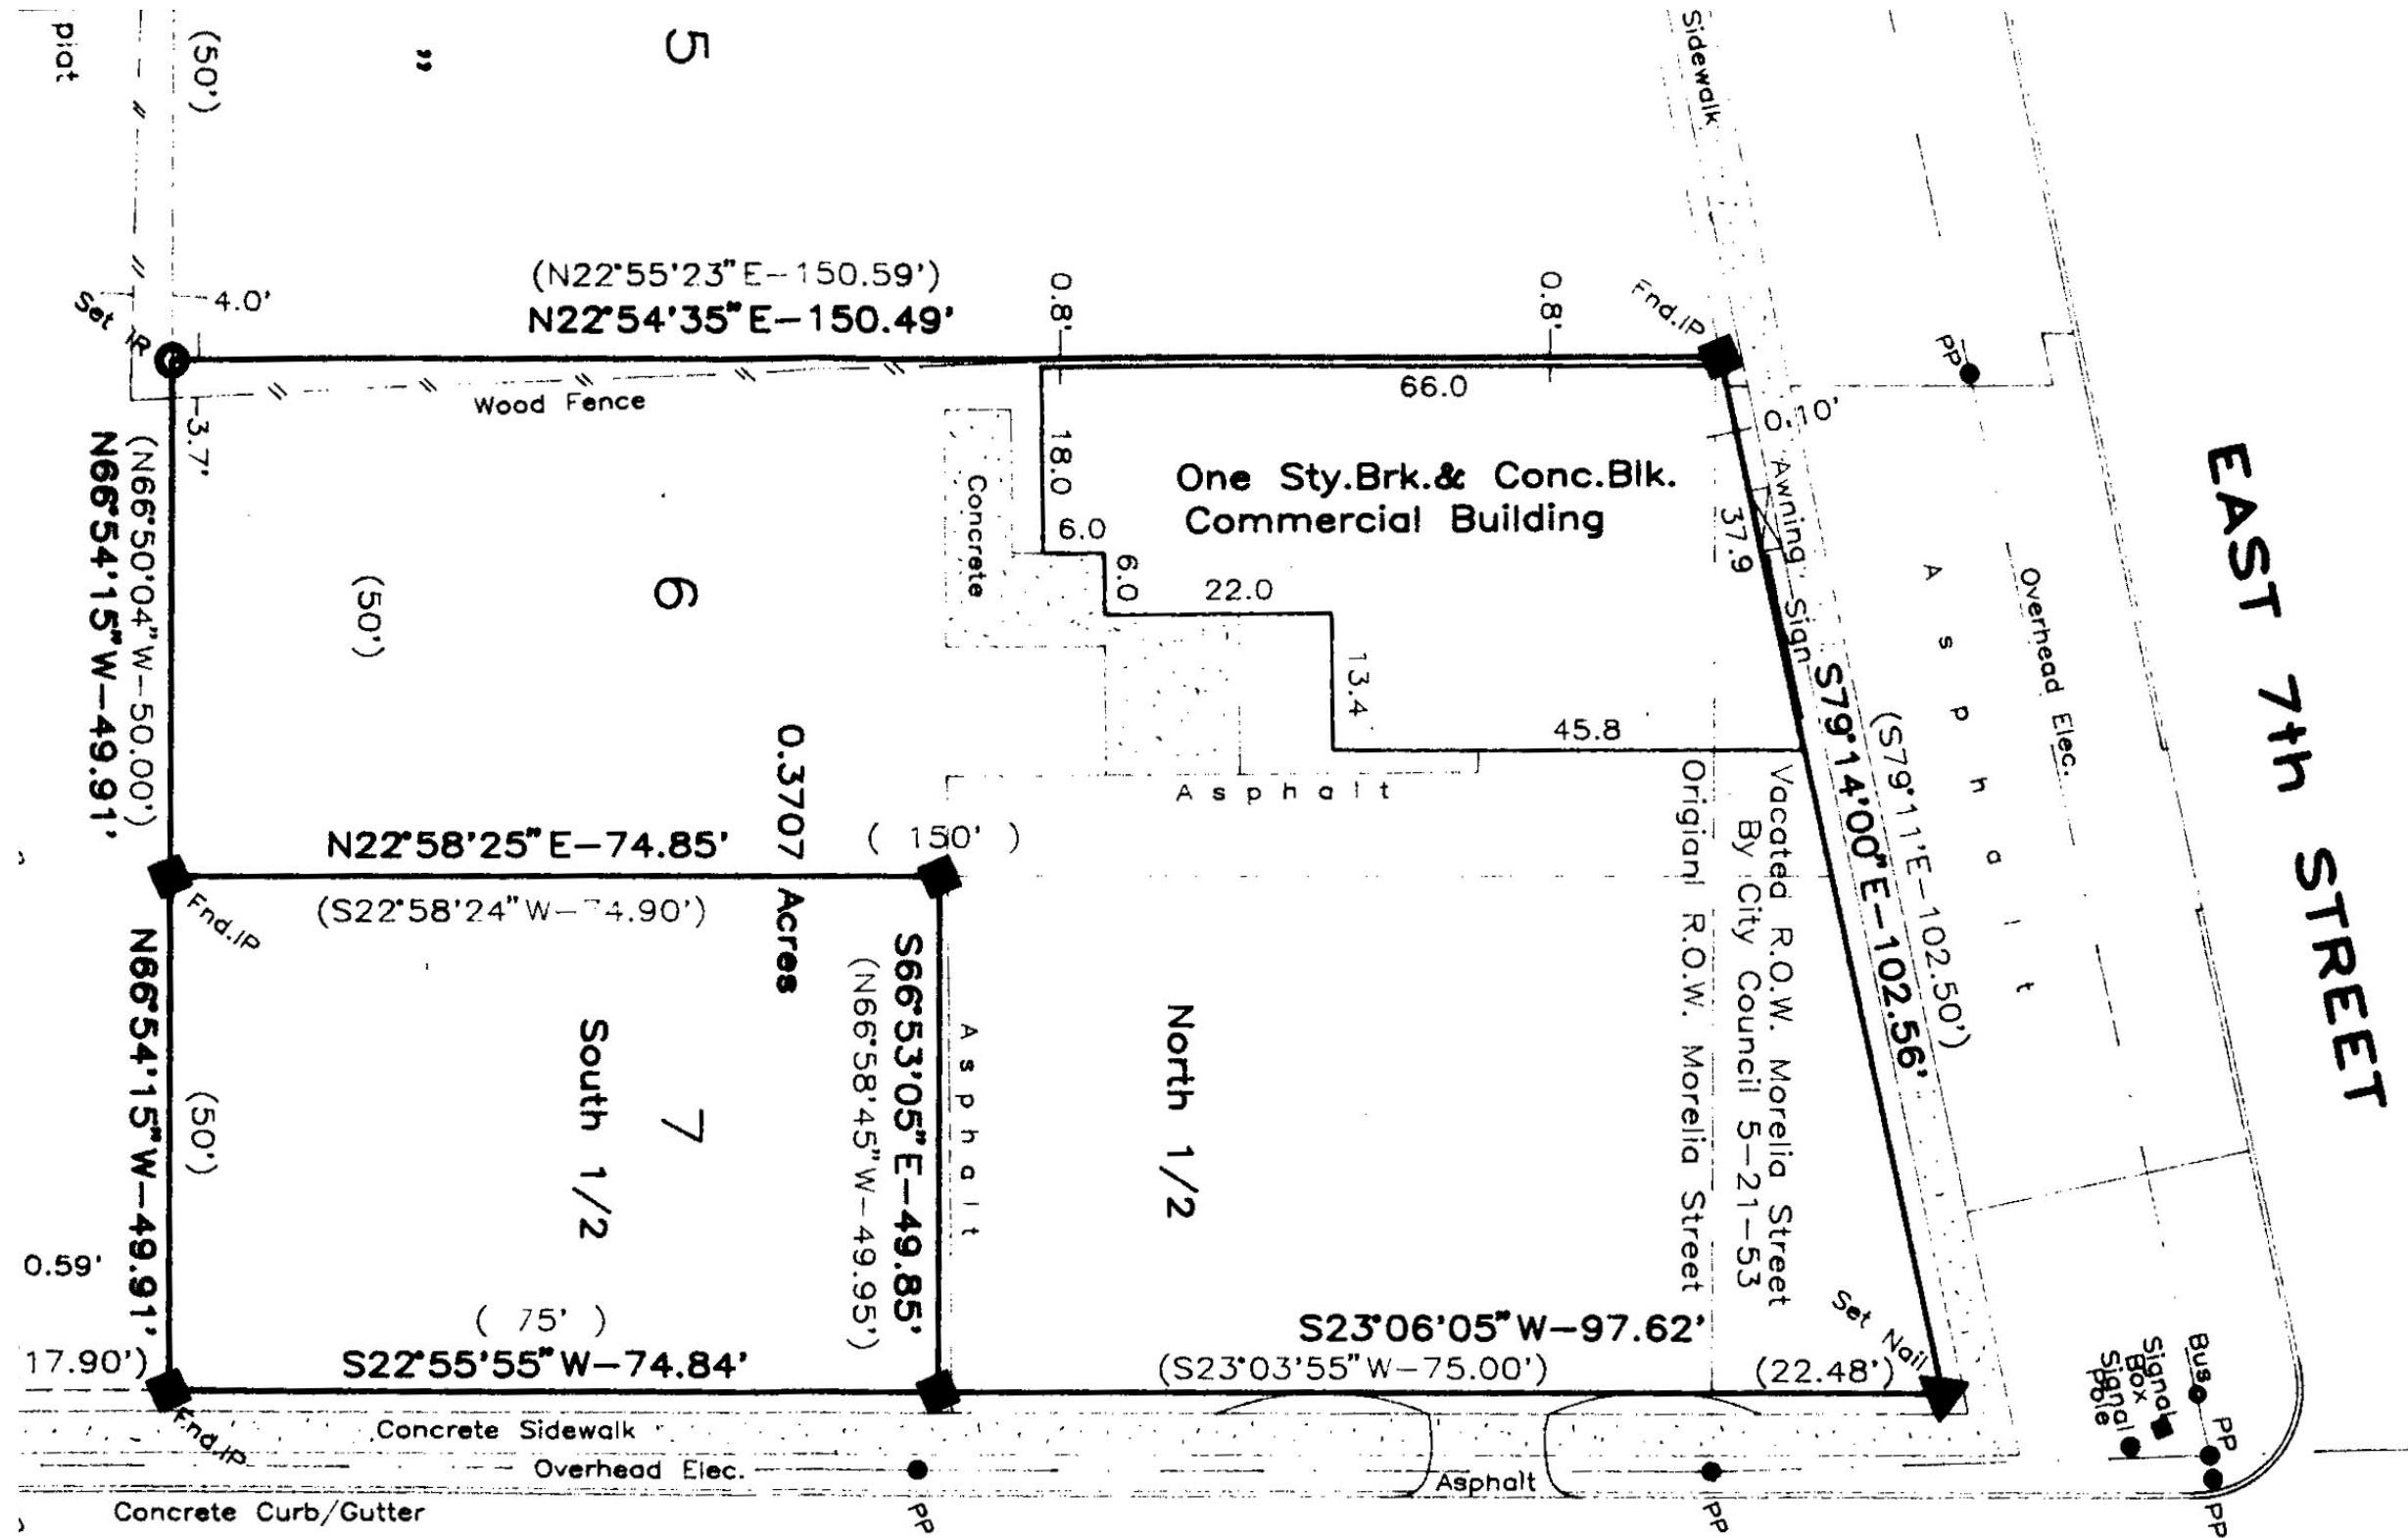 plat
(50')
"
5
Sidewalk
Set IR
4.0'
(N22°55'23"E-150.59')
N22°54'35"E-150.49'
0.8'
0.8'
Fnd.IP
PP
Wood Fence
3.7'
66.0
0.10'
(N66°50'04"W-50.00')
N66°54'15"W-49.91'
Concrete
18.0
6.0
6.0
22.0
13.4
45.8
37.9
One Sty.Brk.& Conc.Blk.
Commercial Building
Awning
Sign
Asphalt
Overhead Elec.
EAST 7th STREET
(50')
6
0.3707 Acres
Asphalt
S79°14'00"E-102.56'
(S79°11'E-102.50')
N22°58'25"E-74.85'
(150')
(S22°58'24"W-74.90')
Fnd.IP
Vacated R.O.W. Morelia Street
By City Council 5-21-53
Origianl R.O.W. Morelia Street
N66°54'15"W-49.91'
(50')
South 1/2
7
S66°53'05"E-49.85'
(N66°58'45"W-49.95')
Asphalt
North 1/2
0.59'
17.90')
(75')
S22°55'55"W-74.84'
S23°06'05"W-97.62'
(S23°03'55"W-75.00')
(22.48')
Set Nail
Fnd.IP
Concrete Sidewalk
Overhead Elec.
Asphalt
Concrete Curb/Gutter
PP
PP
Bus
Signal
Box
Signal
Pole
PP
PP